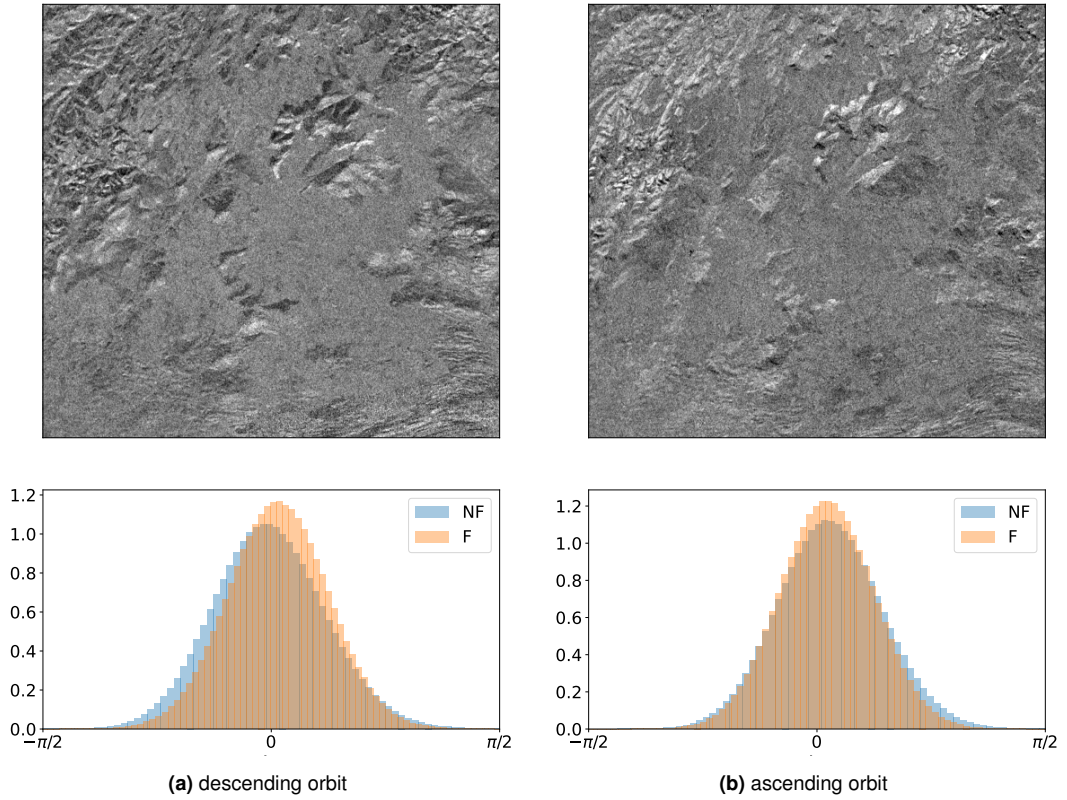 1.2
1.0
0.8
0.6
0.4
0.2
0.0
−π/2
0
π/2
NF
F
(a) descending orbit
1.2
1.0
0.8
0.6
0.4
0.2
0.0
−π/2
0
π/2
NF
F
(b) ascending orbit